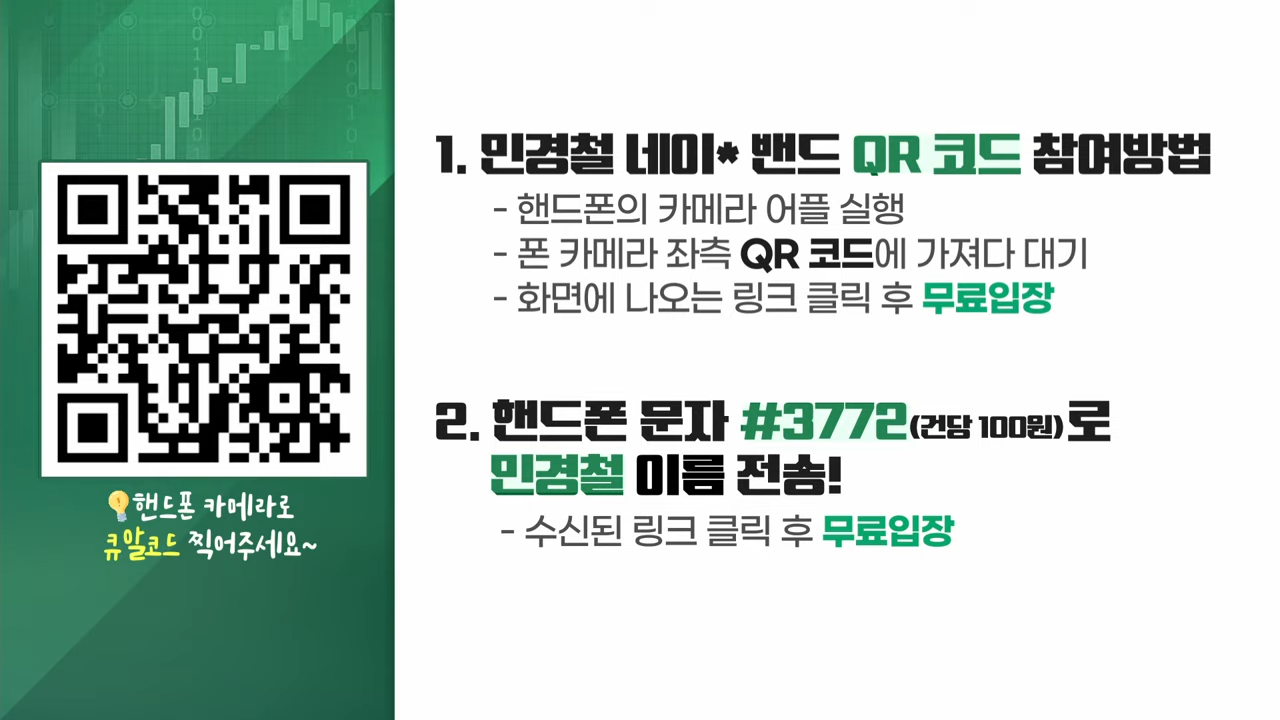 핸드폰 카메라로
큐알코드 찍어주세요~
1. 민경철 네이* 밴드 QR 코드 참여방법
- 핸드폰의 카메라 어플 실행
- 폰 카메라 좌측 QR 코드에 가져다 대기
- 화면에 나오는 링크 클릭 후 무료입장
2. 핸드폰 문자 #3772(건당 100원)로
민경철 이름 전송!
- 수신된 링크 클릭 후 무료입장